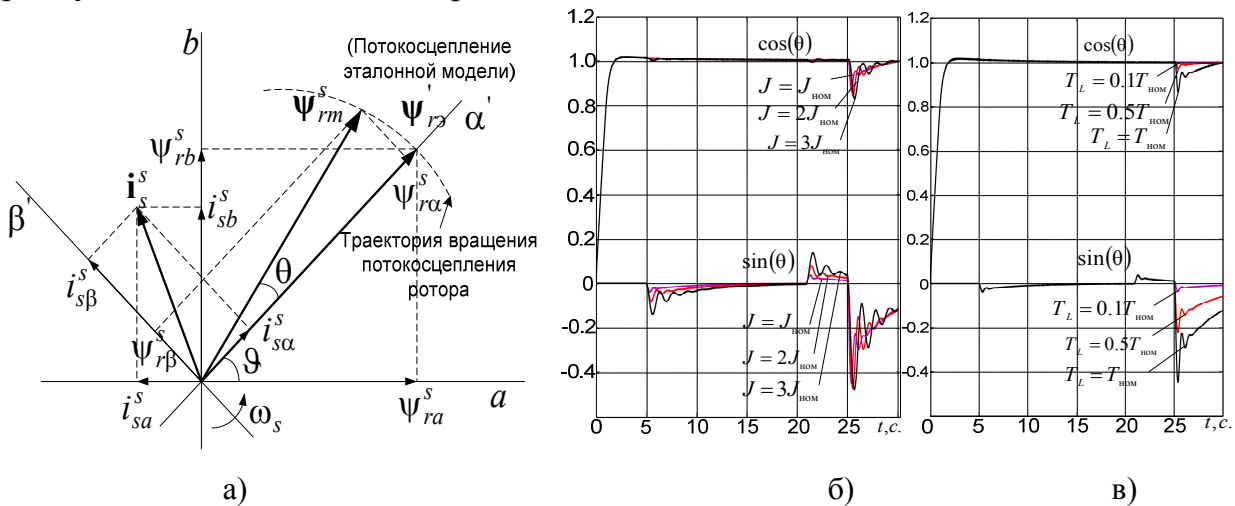 b
(Потокосцепление
эталонной модели)
ψ^s_rm
ψ'_rэ
α'
ψ^s_rb
i^s_s
i^s_sb
β'
ψ^s_rα
Траектория вращения
потокосцепления
ротора
θ
i^s_sβ
i^s_sα
ψ^s_rβ
ϑ
a
i^s_sa
ω_s
ψ^s_ra
а)
1.2
1.0
0.8
0.6
0.4
0.2
0
-0.2
-0.4
cos(θ)
J = J_ном
J = 2J_ном
J = 3J_ном
sin(θ)
J = J_ном
J = 2J_ном
J = 3J_ном
0 5 10 15 20 25 t,с.
б)
1.2
1.0
0.8
0.6
0.4
0.2
0
-0.2
-0.4
cos(θ)
T_L = 0.1T_ном
T_L = 0.5T_ном
T_L = T_ном
sin(θ)
T_L = 0.1T_ном
T_L = 0.5T_ном
T_L = T_ном
0 5 10 15 20 25 t,с.
в)